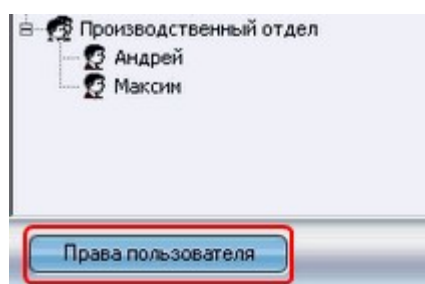 Производственный отдел
Андрей
Максим
Права пользователя